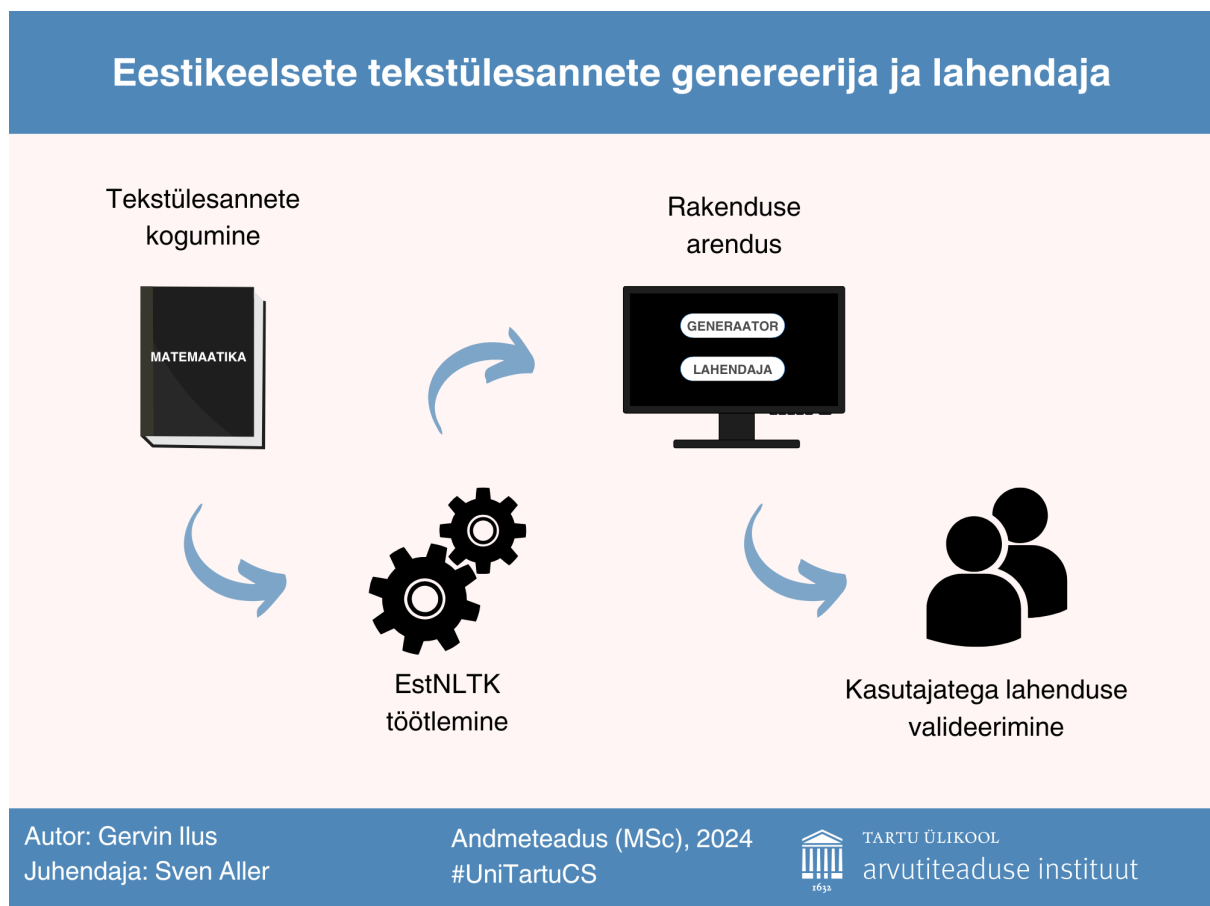 Eestikeelsete tekstülesannete genereerija ja lahendaja
Tekstülesannete
kogumine
MATEMAATIKA
EstNLTK
töötlemine
Rakenduse
arendus
GENERAATOR
LAHENDAJA
Kasutajatega lahenduse
valideerimine
Autor: Gervin Ilus
Juhendaja: Sven Aller
Andmeteadus (MSc), 2024
#UniTartuCS
1632
TARTU ÜLIKOOL
arvutiteaduse instituut